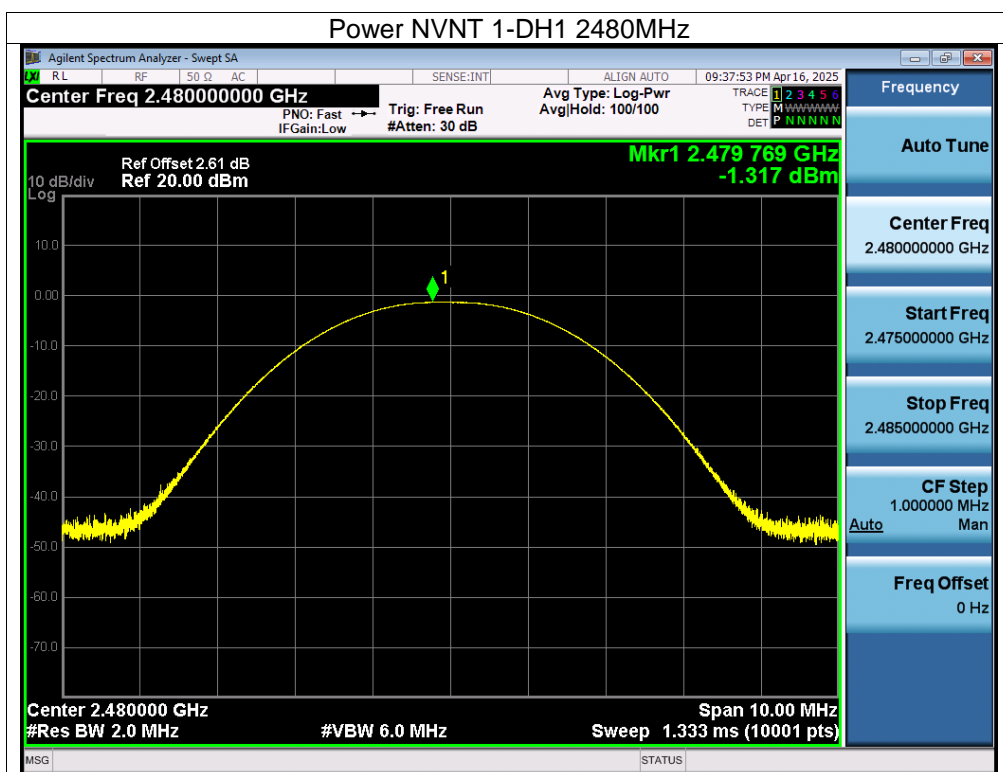 Power NVNT 1-DH1 2480MHz
Agilent Spectrum Analyzer - Swept SA
LXI RL RF 50 Ω AC SENSE:INT ALIGN AUTO 09:37:53 PM Apr 16, 2025
Center Freq 2.480000000 GHz
PNO: Fast
IFGain:Low
Trig: Free Run
#Atten: 30 dB
Avg Type: Log-Pwr
Avg|Hold: 100/100
TRACE 1 2 3 4 5 6
TYPE M WWWWW
DET P N N N N N
Ref Offset 2.61 dB
10 dB/div Ref 20.00 dBm
Log
Mkr1 2.479 769 GHz
-1.317 dBm
1
10.0
0.00
-10.0
-20.0
-30.0
-40.0
-50.0
-60.0
-70.0
Center 2.480000 GHz Span 10.00 MHz
#Res BW 2.0 MHz #VBW 6.0 MHz Sweep 1.333 ms (10001 pts)
MSG STATUS
Frequency
Auto Tune
Center Freq
2.480000000 GHz
Start Freq
2.475000000 GHz
Stop Freq
2.485000000 GHz
CF Step
1.000000 MHz
Auto Man
Freq Offset
0 Hz